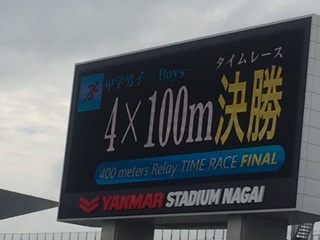 中学男子 －Boys－
タイムレース
4×100m決勝
400 meters Relay TIME RACE FINAL
YANMAR STADIUM NAGAI